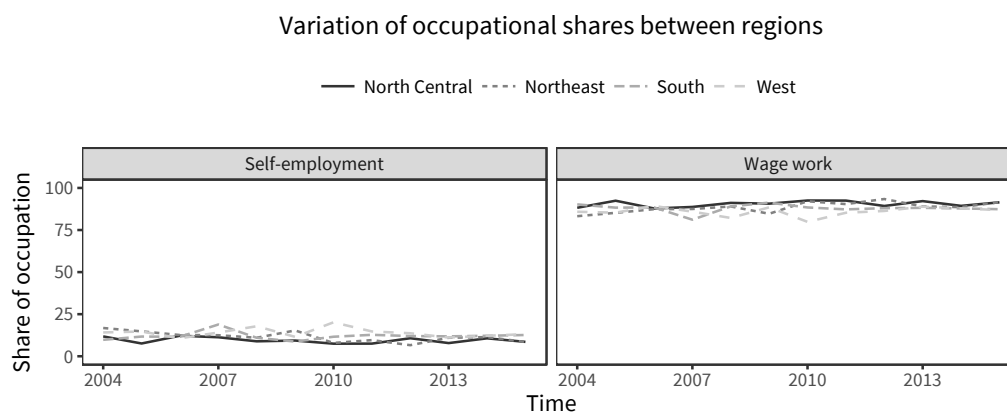 Variation of occupational shares between regions
North Central Northeast South West
Self-employment Wage work
Share of occupation
100
75
50
25
0
2004 2007 2010 2013 2004 2007 2010 2013
Time